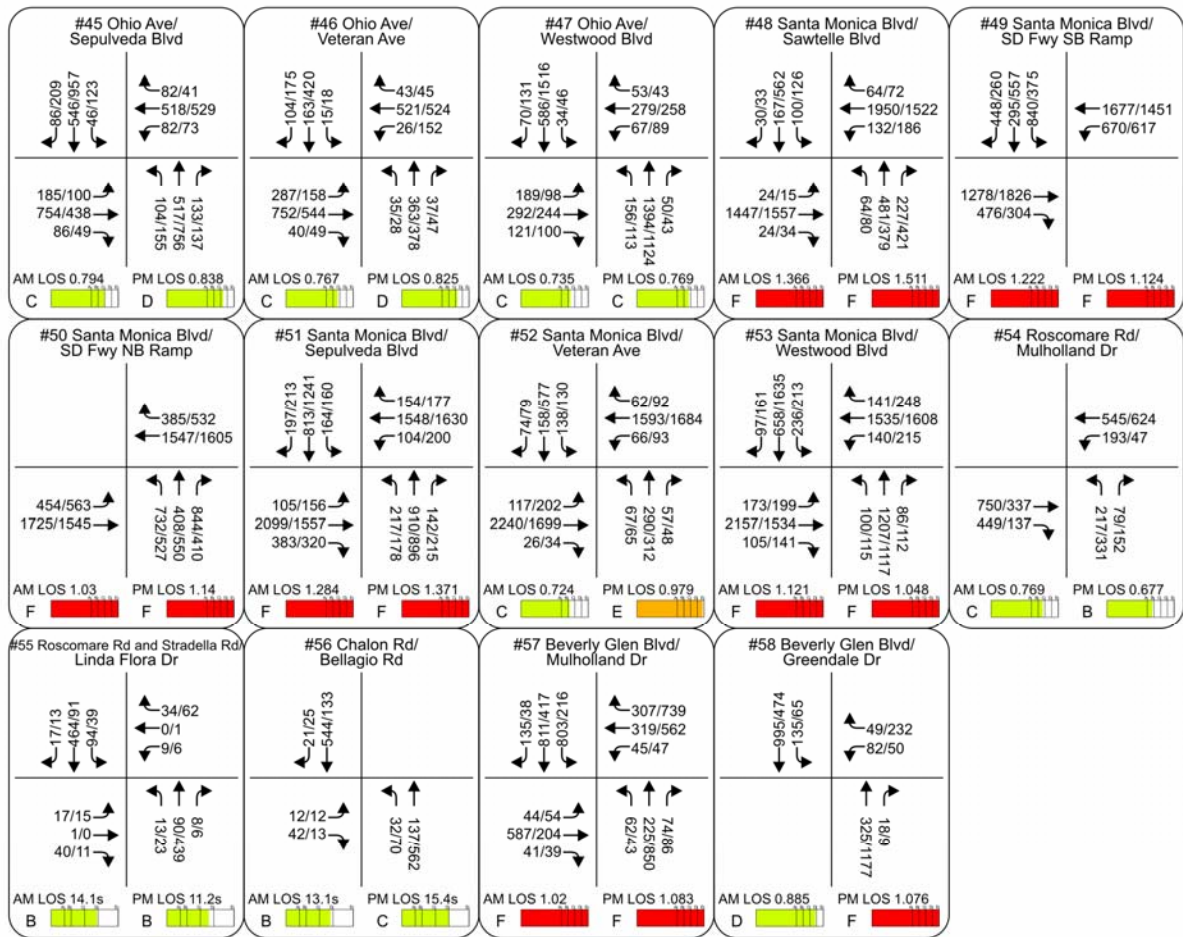 #45 Ohio Ave/
Sepulveda Blvd
86/209
546/957
46/123
82/41
518/529
82/73
185/100
754/438
86/49
104/155
517/756
133/137
AM LOS 0.794
PM LOS 0.838
C
D
#46 Ohio Ave/
Veteran Ave
104/175
163/420
15/18
43/45
521/524
26/152
287/158
752/544
40/49
35/28
363/378
37/47
AM LOS 0.767
PM LOS 0.825
C
D
#47 Ohio Ave/
Westwood Blvd
70/131
586/1516
34/46
53/43
279/258
67/89
189/98
292/244
121/100
156/113
1394/1124
50/43
AM LOS 0.735
PM LOS 0.769
C
C
#48 Santa Monica Blvd/
Sawtelle Blvd
30/33
167/562
100/126
64/72
1950/1522
132/186
24/15
1447/1557
24/34
64/80
481/379
227/421
AM LOS 1.366
PM LOS 1.511
F
F
#49 Santa Monica Blvd/
SD Fwy SB Ramp
448/260
295/557
840/375
1677/1451
670/617
1278/1826
476/304
AM LOS 1.222
PM LOS 1.124
F
F
#50 Santa Monica Blvd/
SD Fwy NB Ramp
385/532
1547/1605
454/563
1725/1545
732/527
408/550
844/410
AM LOS 1.03
PM LOS 1.14
F
F
#51 Santa Monica Blvd/
Sepulveda Blvd
197/213
813/1241
164/160
154/177
1548/1630
104/200
105/156
2099/1557
383/320
217/178
910/896
142/215
AM LOS 1.284
PM LOS 1.371
F
F
#52 Santa Monica Blvd/
Veteran Ave
74/79
158/577
138/130
62/92
1593/1684
66/93
117/202
2240/1699
26/34
67/65
290/312
57/48
AM LOS 0.724
PM LOS 0.979
C
E
#53 Santa Monica Blvd/
Westwood Blvd
97/161
658/1635
236/213
141/248
1535/1608
140/215
173/199
2157/1534
105/141
100/115
1207/1117
86/112
AM LOS 1.121
PM LOS 1.048
F
F
#54 Roscomare Rd/
Mulholland Dr
545/624
193/47
750/337
449/137
217/331
79/152
AM LOS 0.769
PM LOS 0.677
C
B
#55 Roscomare Rd and Stradella Rd/
Linda Flora Dr
17/13
464/91
94/39
34/62
0/1
9/6
17/15
1/0
40/11
13/23
90/439
8/6
AM LOS 14.1s
PM LOS 11.2s
B
B
#56 Chalon Rd/
Bellagio Rd
21/25
544/133
12/12
42/13
32/70
137/562
AM LOS 13.1s
PM LOS 15.4s
B
C
#57 Beverly Glen Blvd/
Mulholland Dr
135/38
811/417
803/216
307/739
319/562
45/47
44/54
587/204
41/39
62/43
225/850
74/86
AM LOS 1.02
PM LOS 1.083
F
F
#58 Beverly Glen Blvd/
Greendale Dr
995/474
135/65
49/232
82/50
325/1177
18/9
AM LOS 0.885
PM LOS 1.076
D
F